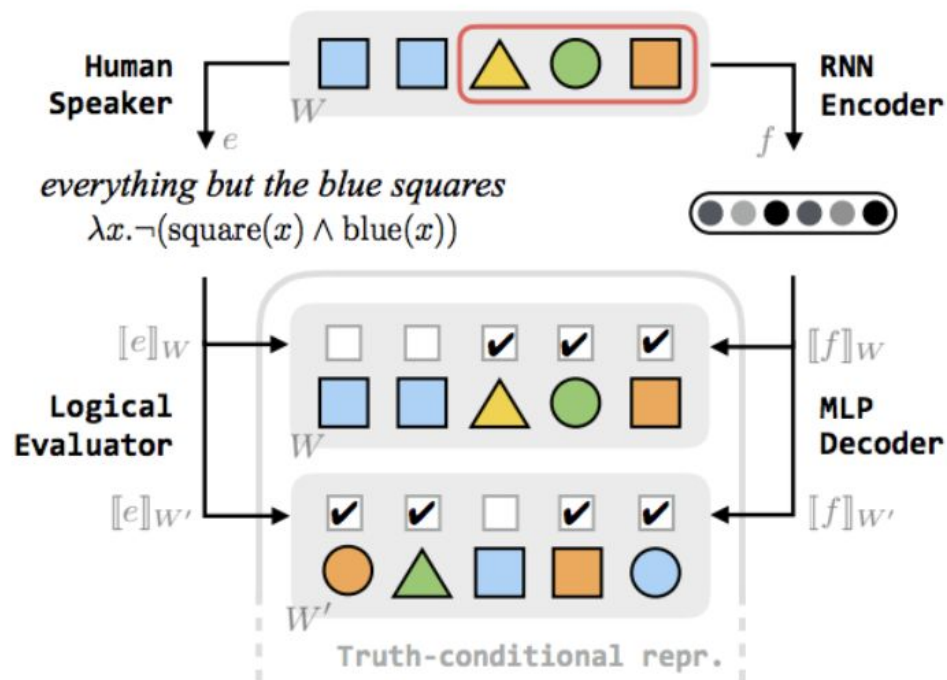 Human
Speaker
W
RNN
Encoder
e
f
everything but the blue squares
λx.¬(square(x) ∧ blue(x))
⟦e⟧W
⟦f⟧W
Logical
Evaluator
W
MLP
Decoder
⟦e⟧W′
⟦f⟧W′
W′
Truth-conditional repr.